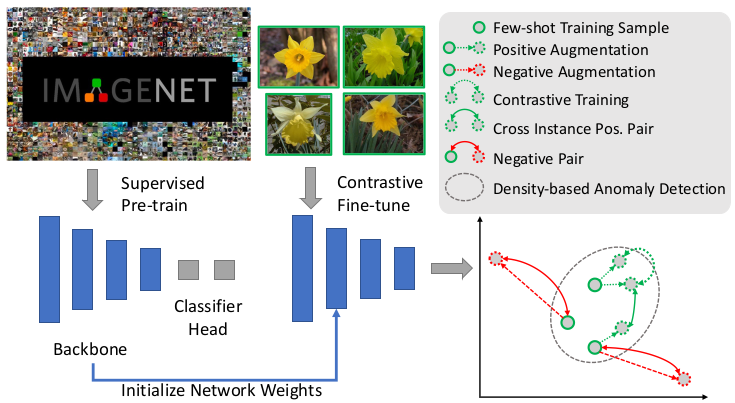 IMAGENET
Few-shot Training Sample
Positive Augmentation
Negative Augmentation
Contrastive Training
Cross Instance Pos. Pair
Negative Pair
Density-based Anomaly Detection
Supervised
Pre-train
Contrastive
Fine-tune
Classifier
Head
Backbone
Initialize Network Weights